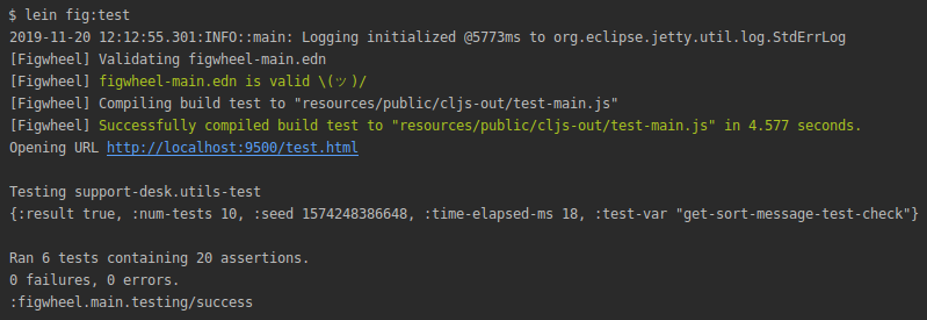 $ lein fig:test
2019-11-20 12:12:55.301:INFO::main: Logging initialized @5773ms to org.eclipse.jetty.util.log.StdErrLog
[Figwheel] Validating figwheel-main.edn
[Figwheel] figwheel-main.edn is valid \(ツ)/
[Figwheel] Compiling build test to "resources/public/cljs-out/test-main.js"
[Figwheel] Successfully compiled build test to "resources/public/cljs-out/test-main.js" in 4.577 seconds.
Opening URL http://localhost:9500/test.html
Testing support-desk.utils-test
{:result true, :num-tests 10, :seed 1574248386648, :time-elapsed-ms 18, :test-var "get-sort-message-test-check"}
Ran 6 tests containing 20 assertions.
0 failures, 0 errors.
:figwheel.main.testing/success